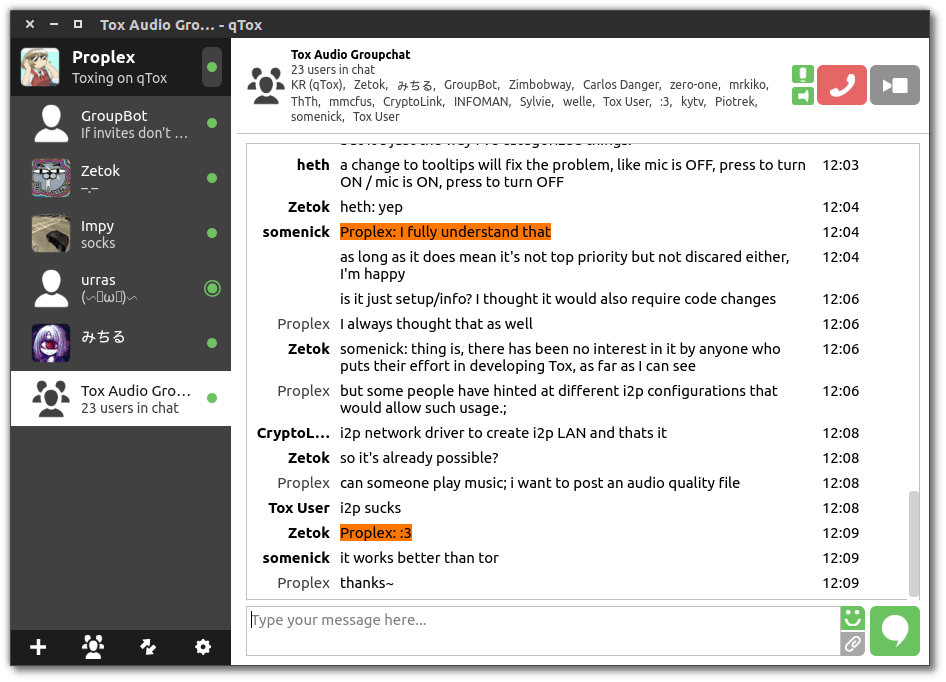 Tox Audio Gro... - qTox
Proplex
Toxing on qTox
GroupBot
If invites don't ...
Zetok
−.−
Impy
socks
urras
みちる
Tox Audio Gro...
23 users in chat
Tox Audio Groupchat
23 users in chat
KR (qTox), Zetok, みちる, GroupBot, Zimbobway, Carlos Danger, zero-one, mrkiko,
ThTh, mmcfus, CryptoLink, INFOMAN, Sylvie, welle, Tox User, :3, kytv, Piotrek,
somenick, Tox User
heth a change to tooltips will fix the problem, like mic is OFF, press to turn 12:03
ON / mic is ON, press to turn OFF
Zetok heth: yep 12:04
somenick Proplex: I fully understand that 12:04
as long as it does mean it's not top priority but not discared either, 12:04
I'm happy
is it just setup/info? I thought it would also require code changes 12:06
Proplex I always thought that as well 12:06
Zetok somenick: thing is, there has been no interest in it by anyone who 12:06
puts their effort in developing Tox, as far as I can see
Proplex but some people have hinted at different i2p configurations that 12:06
would allow such usage.;
CryptoL... i2p network driver to create i2p LAN and thats it 12:08
Zetok so it's already possible? 12:08
Proplex can someone play music; i want to post an audio quality file 12:08
Tox User i2p sucks 12:08
Zetok Proplex: :3 12:09
somenick it works better than tor 12:09
Proplex thanks~ 12:09
Type your message here...